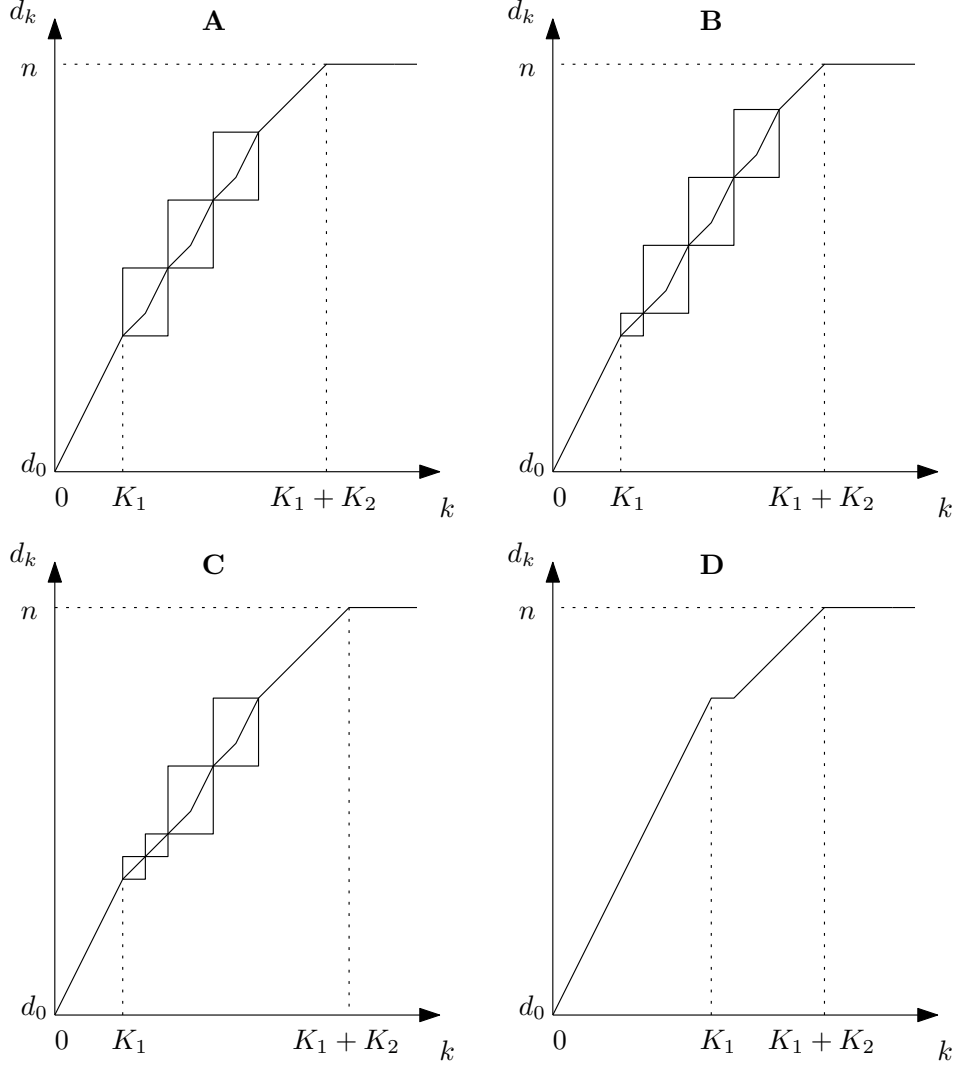 A
d_k
n
d_0
0
K_1
K_1 + K_2
k
B
d_k
n
d_0
0
K_1
K_1 + K_2
k
C
d_k
n
d_0
0
K_1
K_1 + K_2
k
D
d_k
n
d_0
0
K_1
K_1 + K_2
k